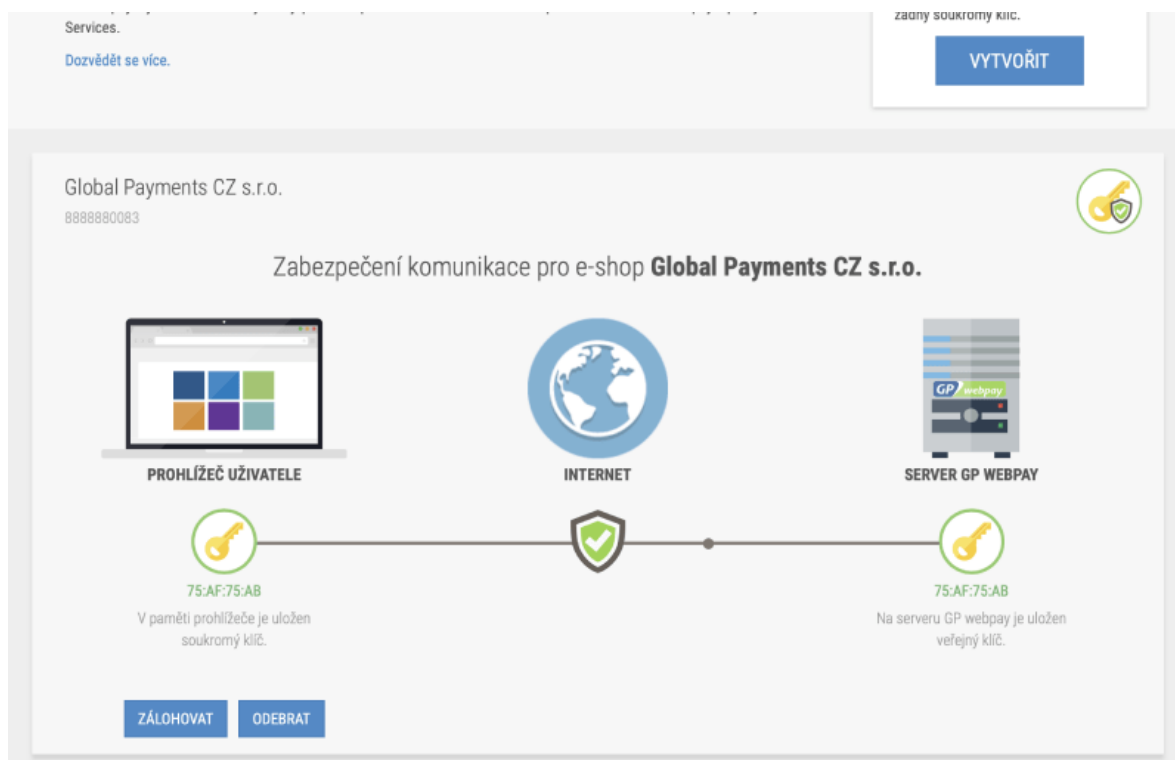 Services.
Dozvědět se více.
žádný soukromý klíč.
VYTVOŘIT
Global Payments CZ s.r.o.
8888880083
Zabezpečení komunikace pro e-shop Global Payments CZ s.r.o.
GP webpay
PROHLÍŽEČ UŽIVATELE
INTERNET
SERVER GP WEBPAY
75:AF:75:AB
75:AF:75:AB
V paměti prohlížeče je uložen
soukromý klíč.
Na serveru GP webpay je uložen
veřejný klíč.
ZÁLOHOVAT
ODEBRAT